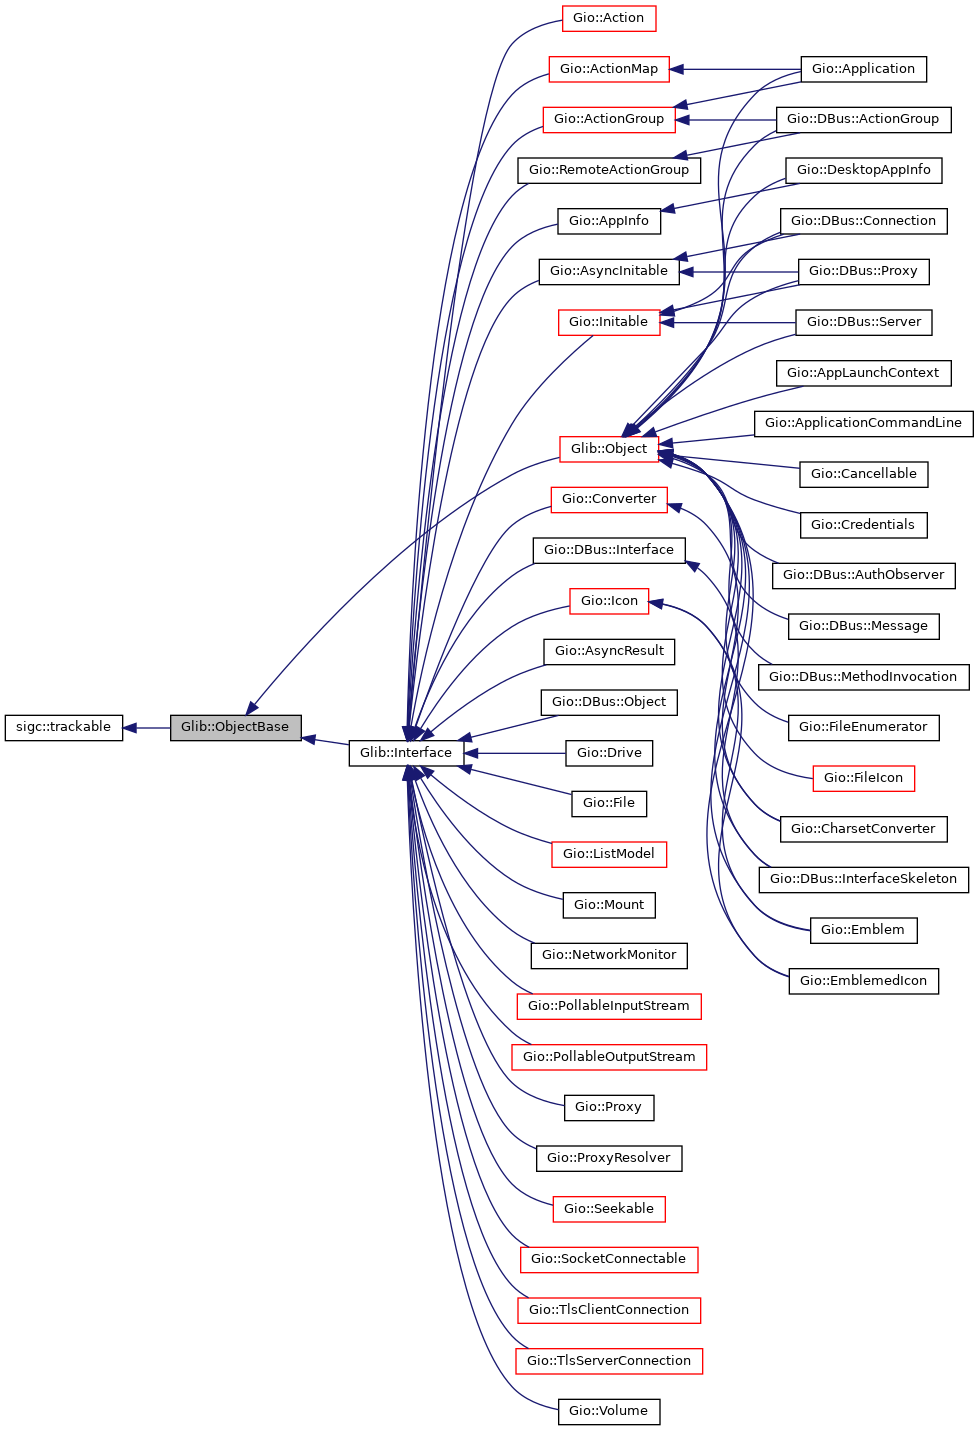 sigc::trackable
Glib::ObjectBase
Glib::Interface
Gio::Action
Gio::ActionMap
Gio::ActionGroup
Gio::RemoteActionGroup
Gio::AppInfo
Gio::AsyncInitable
Gio::Initable
Glib::Object
Gio::Converter
Gio::DBus::Interface
Gio::Icon
Gio::AsyncResult
Gio::DBus::Object
Gio::Drive
Gio::File
Gio::ListModel
Gio::Mount
Gio::NetworkMonitor
Gio::PollableInputStream
Gio::PollableOutputStream
Gio::Proxy
Gio::ProxyResolver
Gio::Seekable
Gio::SocketConnectable
Gio::TlsClientConnection
Gio::TlsServerConnection
Gio::Volume
Gio::Application
Gio::DBus::ActionGroup
Gio::DesktopAppInfo
Gio::DBus::Connection
Gio::DBus::Proxy
Gio::DBus::Server
Gio::AppLaunchContext
Gio::ApplicationCommandLine
Gio::Cancellable
Gio::Credentials
Gio::DBus::AuthObserver
Gio::DBus::Message
Gio::DBus::MethodInvocation
Gio::FileEnumerator
Gio::FileIcon
Gio::CharsetConverter
Gio::DBus::InterfaceSkeleton
Gio::Emblem
Gio::EmblemedIcon